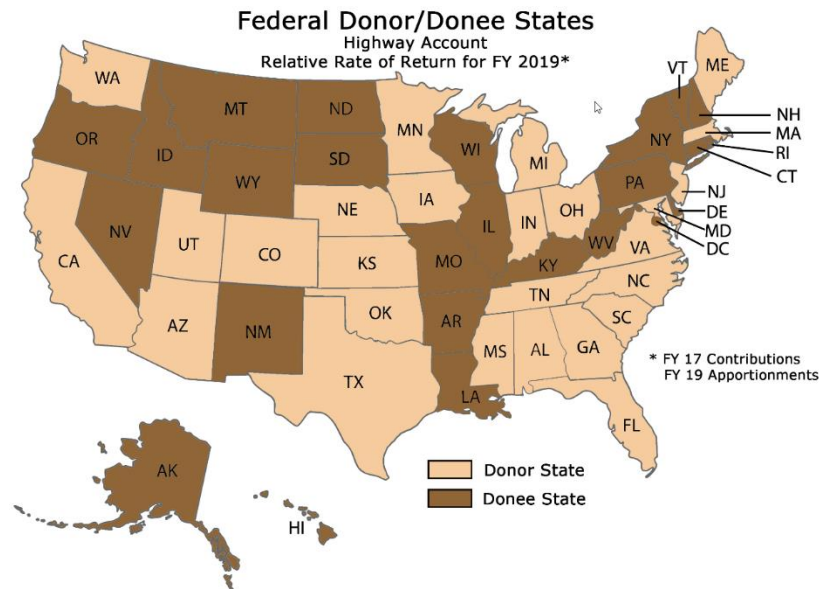 Federal Donor/Donee States
Highway Account
Relative Rate of Return for FY 2019*
WA
MT
ND
MN
VT
ME
OR
ID
SD
WI
MI
NY
NH
MA
RI
CT
WY
IA
PA
NJ
NV
UT
NE
IL
IN
OH
DE
MD
DC
CA
CO
KS
MO
KY
WV
VA
AZ
NM
OK
AR
TN
NC
SC
TX
LA
MS
AL
GA
FL
* FY 17 Contributions
FY 19 Apportionments
AK
HI
Donor State
Donee State